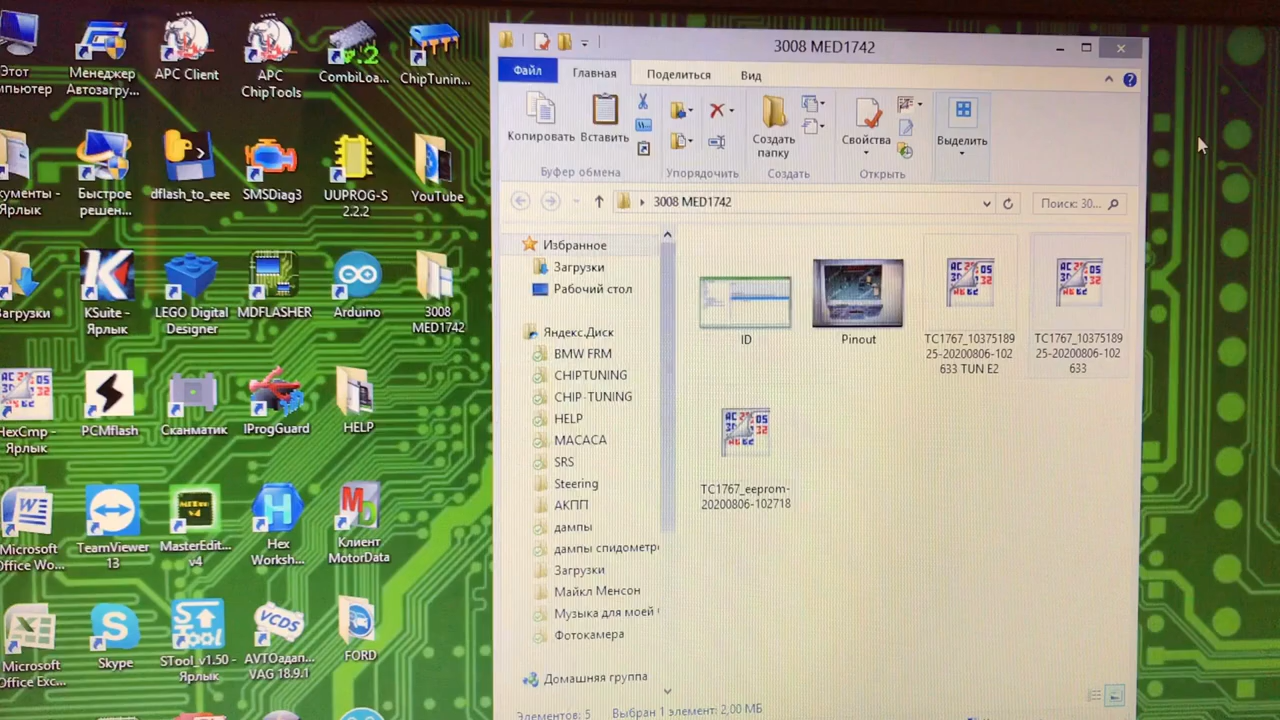 Этот
мпьютер
Менеджер
Автозагру...
APC Client
APC
ChipTools
CombiLoa...
ChipTunin...
кументы -
Ярлык
Быстрое
решен...
dflash_to_eee
SMSDiag3
UUPROG-S
2.2.2
YouTube
агрузки
KSuite -
Ярлык
LEGO Digital
Designer
MDFLASHER
Arduino
3008
MED1742
HexCmp -
Ярлык
PCMflash
Сканматик
IProgGuard
HELP
Microsoft
Office Wo...
TeamViewer
13
MasterEdit...
v4
Hex
Worksh...
Клиент
MotorData
Microsoft
Office Exc...
Skype
STool_v1.50 -
Ярлык
AVTOадап...
VAG 18.9.1
FORD
3008 MED1742
Файл
Главная
Поделиться
Вид
Копировать
Вставить
Создать
папку
Свойства
Выделить
Буфер обмена
Упорядочить
Создать
Открыть
3008 MED1742
Поиск: 30...
Избранное
Загрузки
Рабочий стол
Яндекс.Диск
BMW FRM
CHIPTUNING
CHIP-TUNING
HELP
MACACA
SRS
Steering
АКПП
дампы
дампы спидометр
Загрузки
Майкл Менсон
Музыка для моей
Фотокамера
Домашняя группа
ID
Pinout
TC1767_10375189
25-20200806-102
633 TUN E2
TC1767_10375189
25-20200806-102
633
TC1767_eeprom-
20200806-102718
Элементов: 5
Выбран 1 элемент: 2,00 МБ